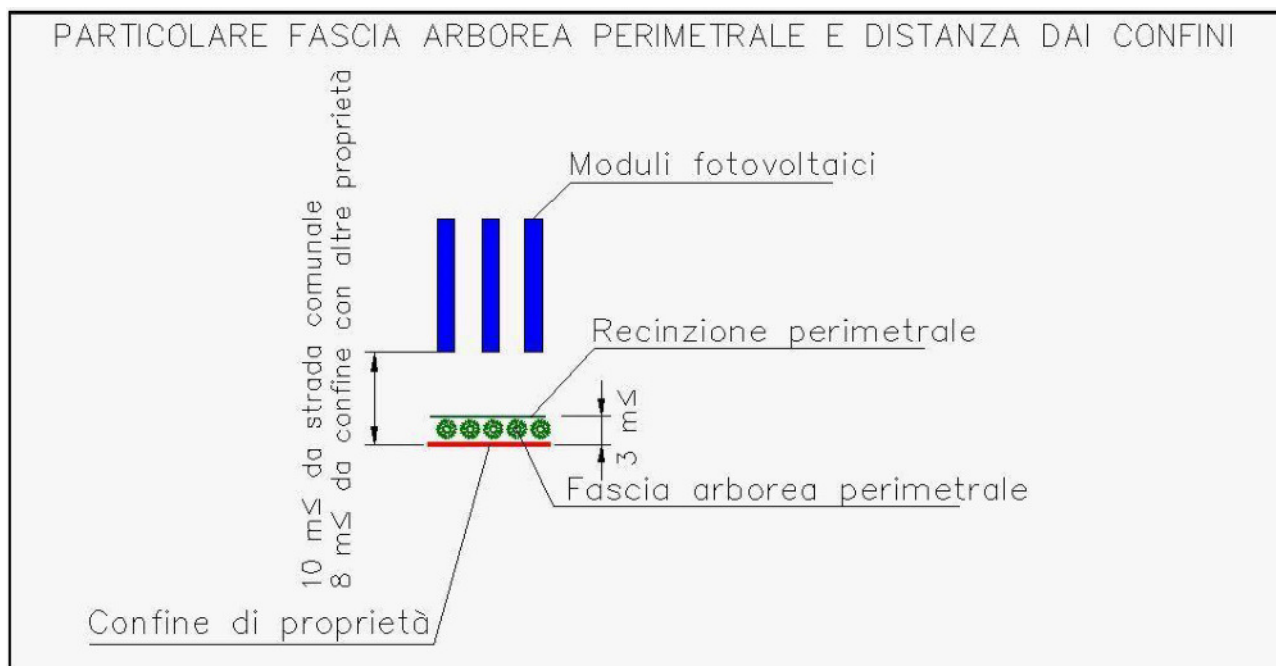 PARTICOLARE FASCIA ARBOREA PERIMETRALE E DISTANZA DAI CONFINI
10 m≤ da strada comunale
8 m≤ da confine con altre proprietà
Moduli fotovoltaici
Recinzione perimetrale
3 m≤
Fascia arborea perimetrale
Confine di proprietà